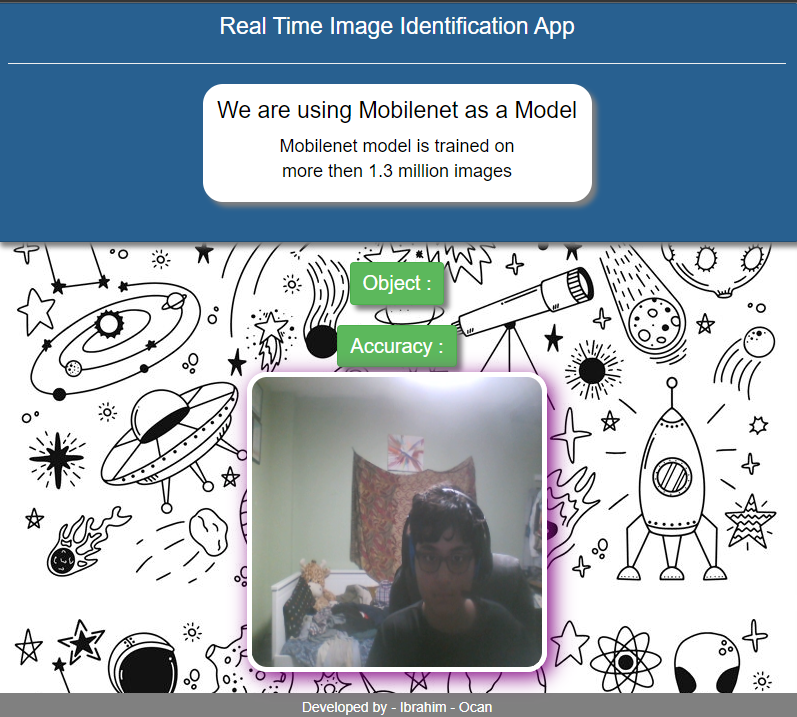 Real Time Image Identification App
We are using Mobilenet as a Model
Mobilenet model is trained on
more then 1.3 million images
Object :
Accuracy :
Developed by - Ibrahim - Ocan